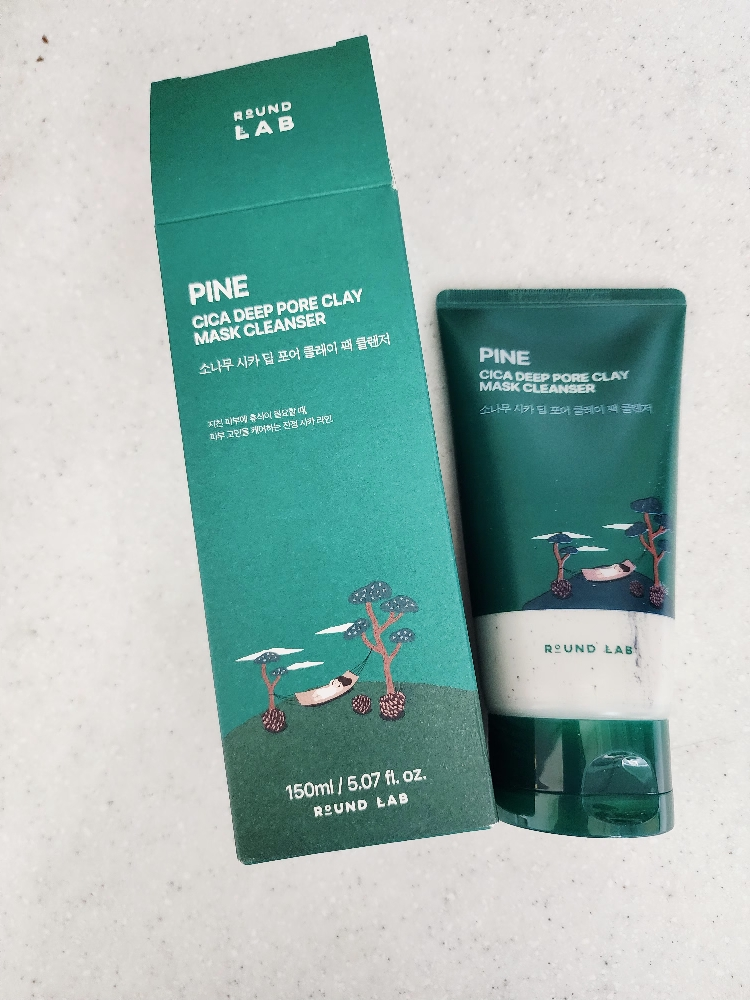 ROUND
LAB
PINE
CICA DEEP PORE CLAY
MASK CLEANSER
소나무 시카 딥 포어 클레이 팩 클렌저
지친 피부에 휴식이 필요할 때,
피부 고민을 케어하는 진정 시카 라인.
150ml / 5.07 fl. oz.
ROUND LAB
PINE
CICA DEEP PORE CLAY
MASK CLEANSER
소나무 시카 딥 포어 클레이 팩 클렌저
ROUND LAB